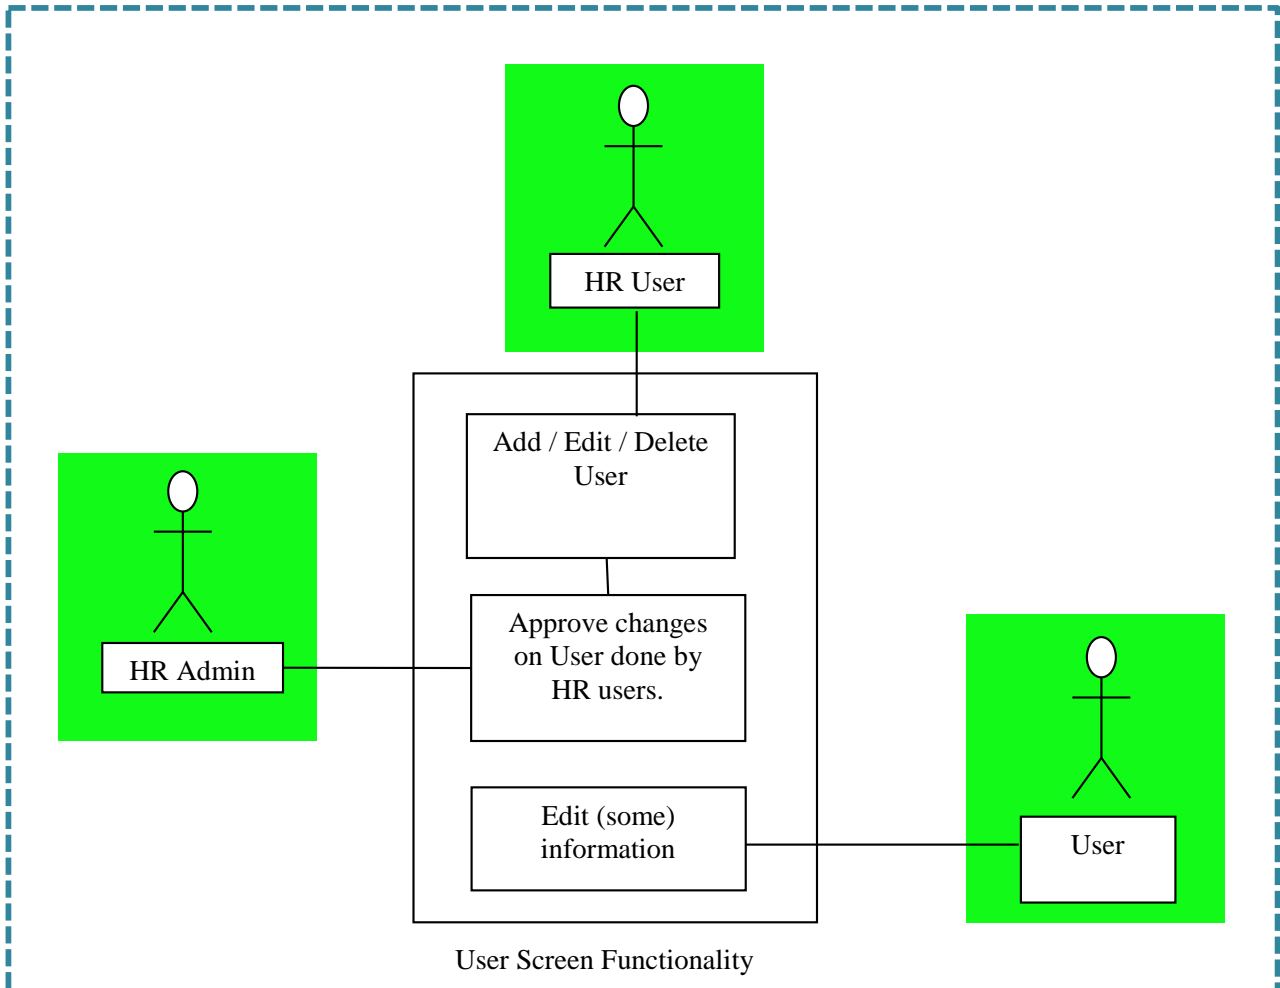 HR User
Add / Edit / Delete
User
HR Admin
Approve changes
on User done by
HR users.
Edit (some)
information
User
User Screen Functionality